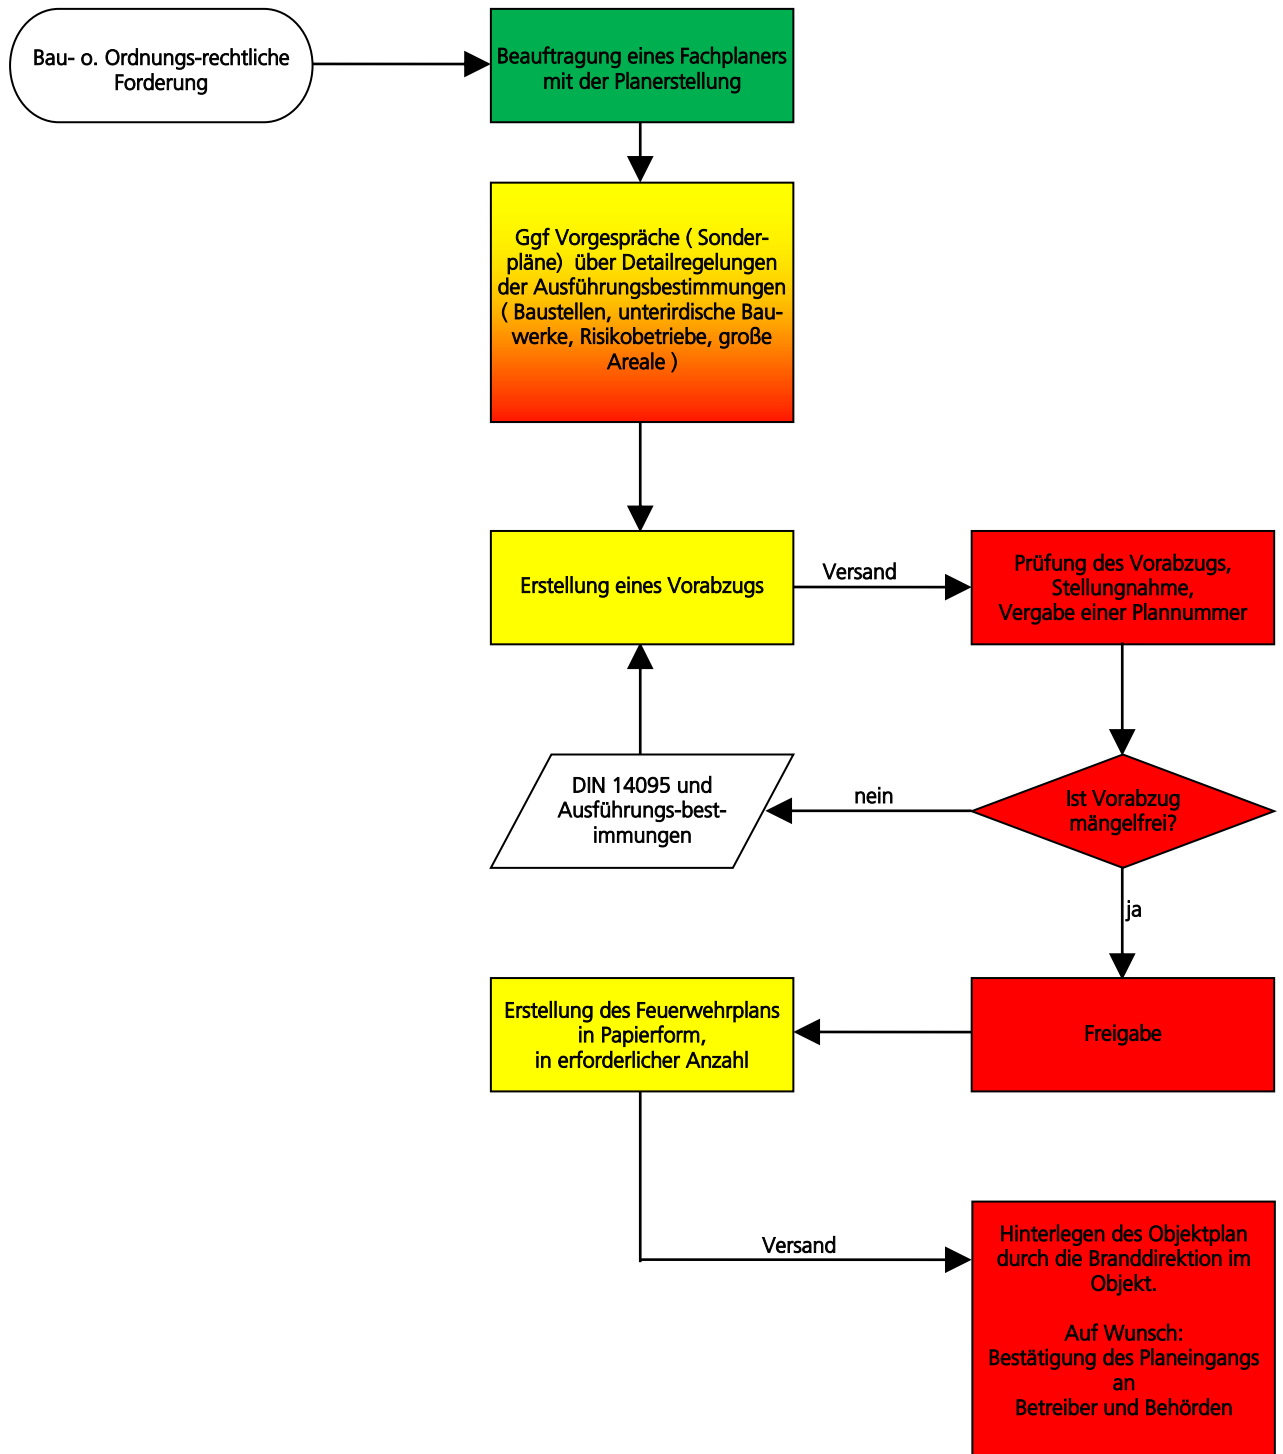 Bau- o. Ordnungs-rechtliche
Forderung
Beauftragung eines Fachplaners
mit der Planerstellung
Ggf Vorgespräche ( Sonder-
pläne)  über Detailregelungen
der Ausführungsbestimmungen
( Baustellen, unterirdische Bau-
werke, Risikobetriebe, große
Areale )
Erstellung eines Vorabzugs
Versand
Prüfung des Vorabzugs,
Stellungnahme,
Vergabe einer Plannummer
DIN 14095 und
Ausführungs-best-
immungen
nein
Ist Vorabzug
mängelfrei?
ja
Erstellung des Feuerwehrplans
in Papierform,
in erforderlicher Anzahl
Freigabe
Versand
Hinterlegen des Objektplan
durch die Branddirektion im
Objekt.
Auf Wunsch:
Bestätigung des Planeingangs
an
Betreiber und Behörden